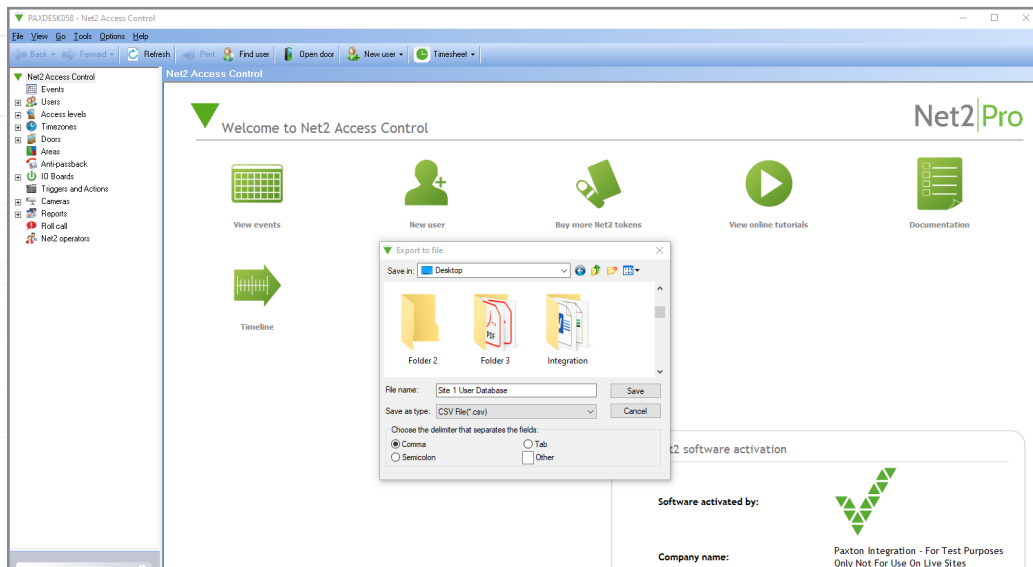 PAXDESK058 - Net2 Access Control
File View Go Tools Options Help
Back Forward Refresh Print Find user Open door New user Timesheet
Net2 Access Control
Events
Users
Access levels
Timezones
Doors
Areas
Anti-passback
IO Boards
Triggers and Actions
Cameras
Reports
Roll call
Net2 operators
Net2 Access Control
Welcome to Net2 Access Control
Net2 Pro
View events
New user
Buy more Net2 tokens
View online tutorials
Documentation
Timeline
Export to file
Save in: Desktop
Folder 2
PDF
Folder 3
Integration
File name: Site 1 User Database Save
Save as type: CSV File(*.csv) Cancel
Choose the delimiter that separates the fields:
Comma Tab
Semicolon Other
t2 software activation
Software activated by:
Company name:
Paxton Integration - For Test Purposes
Only Not For Use On Live Sites